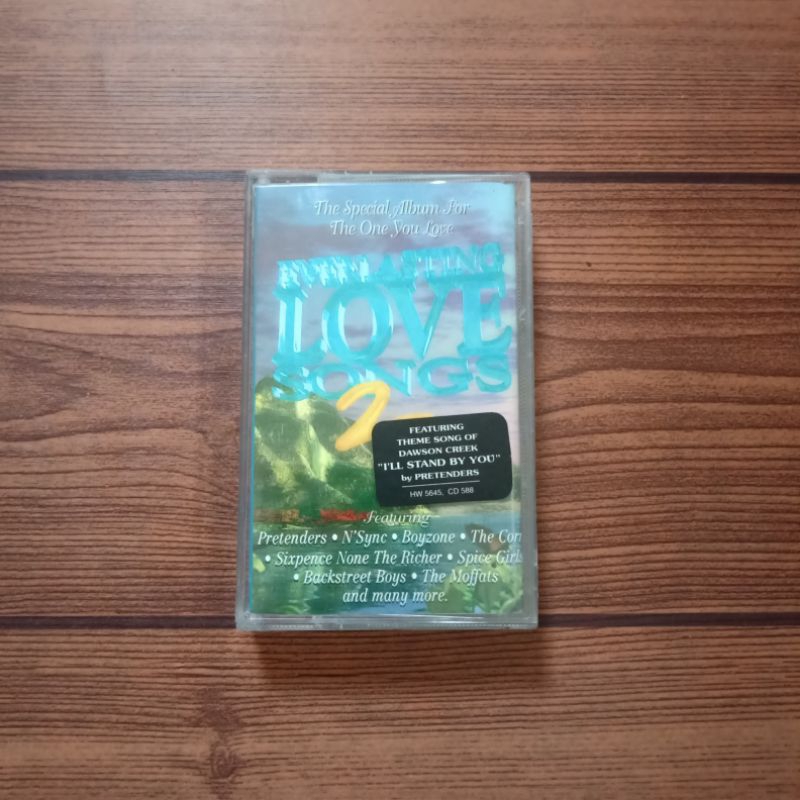 The Special Album For
The One You Love
EVERLASTING
LOVE
SONGS
2
FEATURING
THEME SONG OF
DAWSON CREEK
"I'LL STAND BY YOU"
by PRETENDERS
HW 5645, CD 588
Featuring
Pretenders • N'Sync • Boyzone • The Corr
• Sixpence None The Richer • Spice Girls
• Backstreet Boys • The Moffats
and many more.